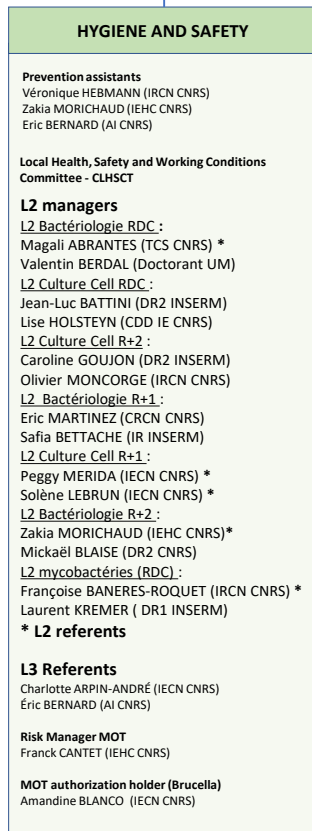 HYGIENE AND SAFETY
Prevention assistants
Véronique HEBMANN (IRCN CNRS)
Zakia MORICHAUD (IEHC CNRS)
Eric BERNARD (AI CNRS)
Local Health, Safety and Working Conditions
Committee - CLHSCT
L2 managers
L2 Bactériologie RDC :
Magali ABRANTES (TCS CNRS) *
Valentin BERDAL (Doctorant UM)
L2 Culture Cell RDC :
Jean-Luc BATTINI (DR2 INSERM)
Lise HOLSTEYN (CDD IE CNRS)
L2 Culture Cell R+2 :
Caroline GOUJON (DR2 INSERM)
Olivier MONCORGE (IRCN CNRS)
L2 Bactériologie R+1 :
Eric MARTINEZ (CRCN CNRS)
Safia BETTACHE (IR INSERM)
L2 Culture Cell R+1 :
Peggy MERIDA (IECN CNRS) *
Solène LEBRUN (IECN CNRS) *
L2 Bactériologie R+2 :
Zakia MORICHAUD (IEHC CNRS)*
Mickaël BLAISE (DR2 CNRS)
L2 mycobactéries (RDC) :
Françoise BANERES-ROQUET (IRCN CNRS) *
Laurent KREMER ( DR1 INSERM)
* L2 referents
L3 Referents
Charlotte ARPIN-ANDRÉ (IECN CNRS)
Éric BERNARD (AI CNRS)
Risk Manager MOT
Franck CANTET (IEHC CNRS)
MOT authorization holder (Brucella)
Amandine BLANCO (IECN CNRS)